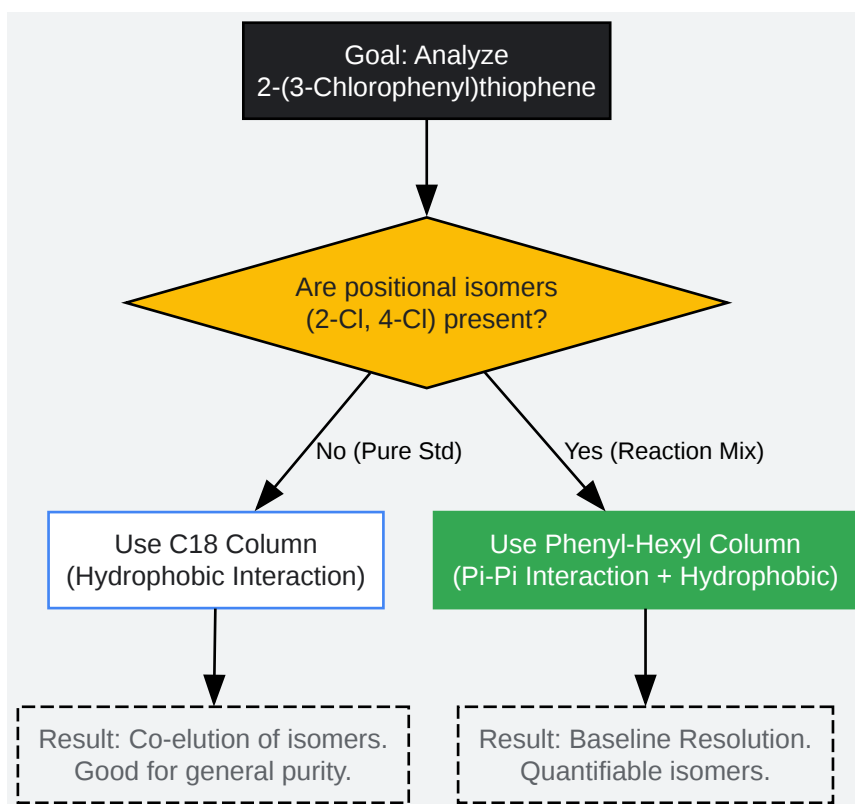 Goal: Analyze
2-(3-Chlorophenyl)thiophene
Are positional isomers
(2-Cl, 4-Cl) present?
No (Pure Std)
Yes (Reaction Mix)
Use C18 Column
(Hydrophobic Interaction)
Use Phenyl-Hexyl Column
(Pi-Pi Interaction + Hydrophobic)
Result: Co-elution of isomers.
Good for general purity.
Result: Baseline Resolution.
Quantifiable isomers.